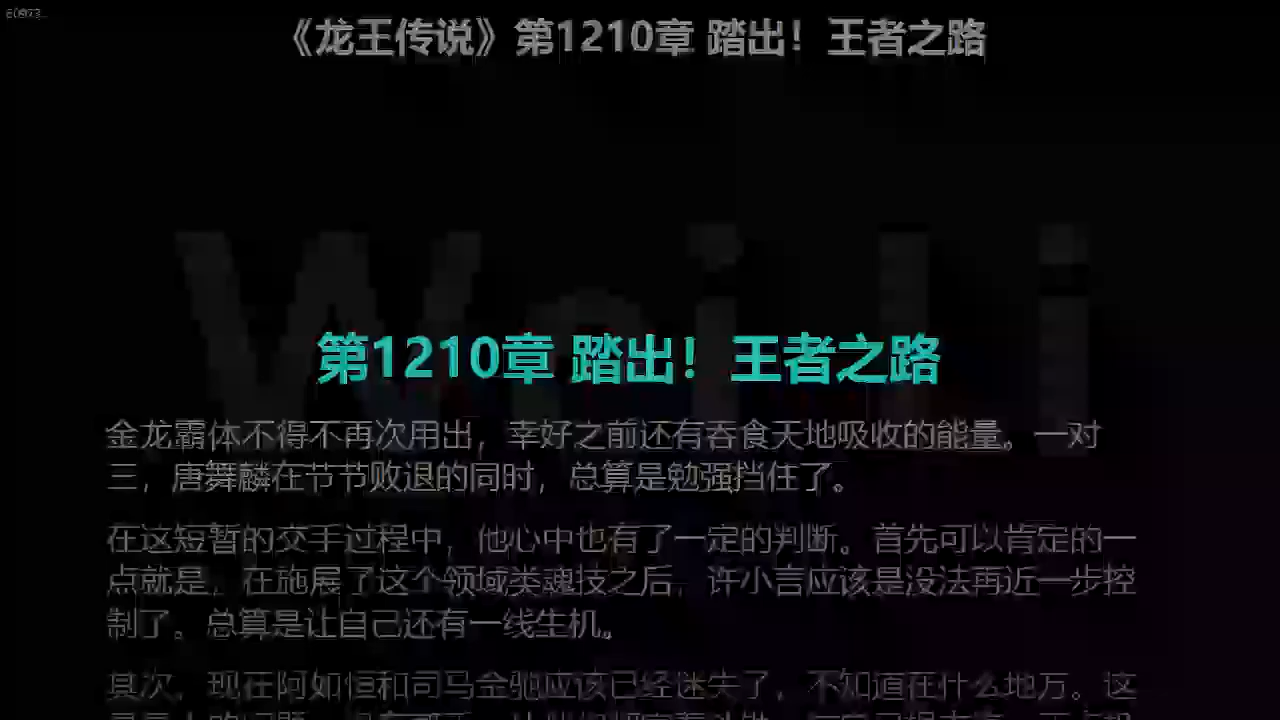 《龙王传说》第1210章 踏出！王者之路
Wei Li
第1210章 踏出！王者之路
金龙霸体不得不再次用出，幸好之前还有吞食天地吸收的能量。一对
三，唐舞麟在节节败退的同时，总算是勉强挡住了。
在这短暂的交手过程中，他心中也有了一定的判断。首先可以肯定的一
点就是，在施展了这个领域类魂技之后，许小言应该是没法再近一步控
制了。总算是让自己还有一线生机。
其次，现在阿如恒和司马金驰应该已经迷失了，不知道在什么地方。这